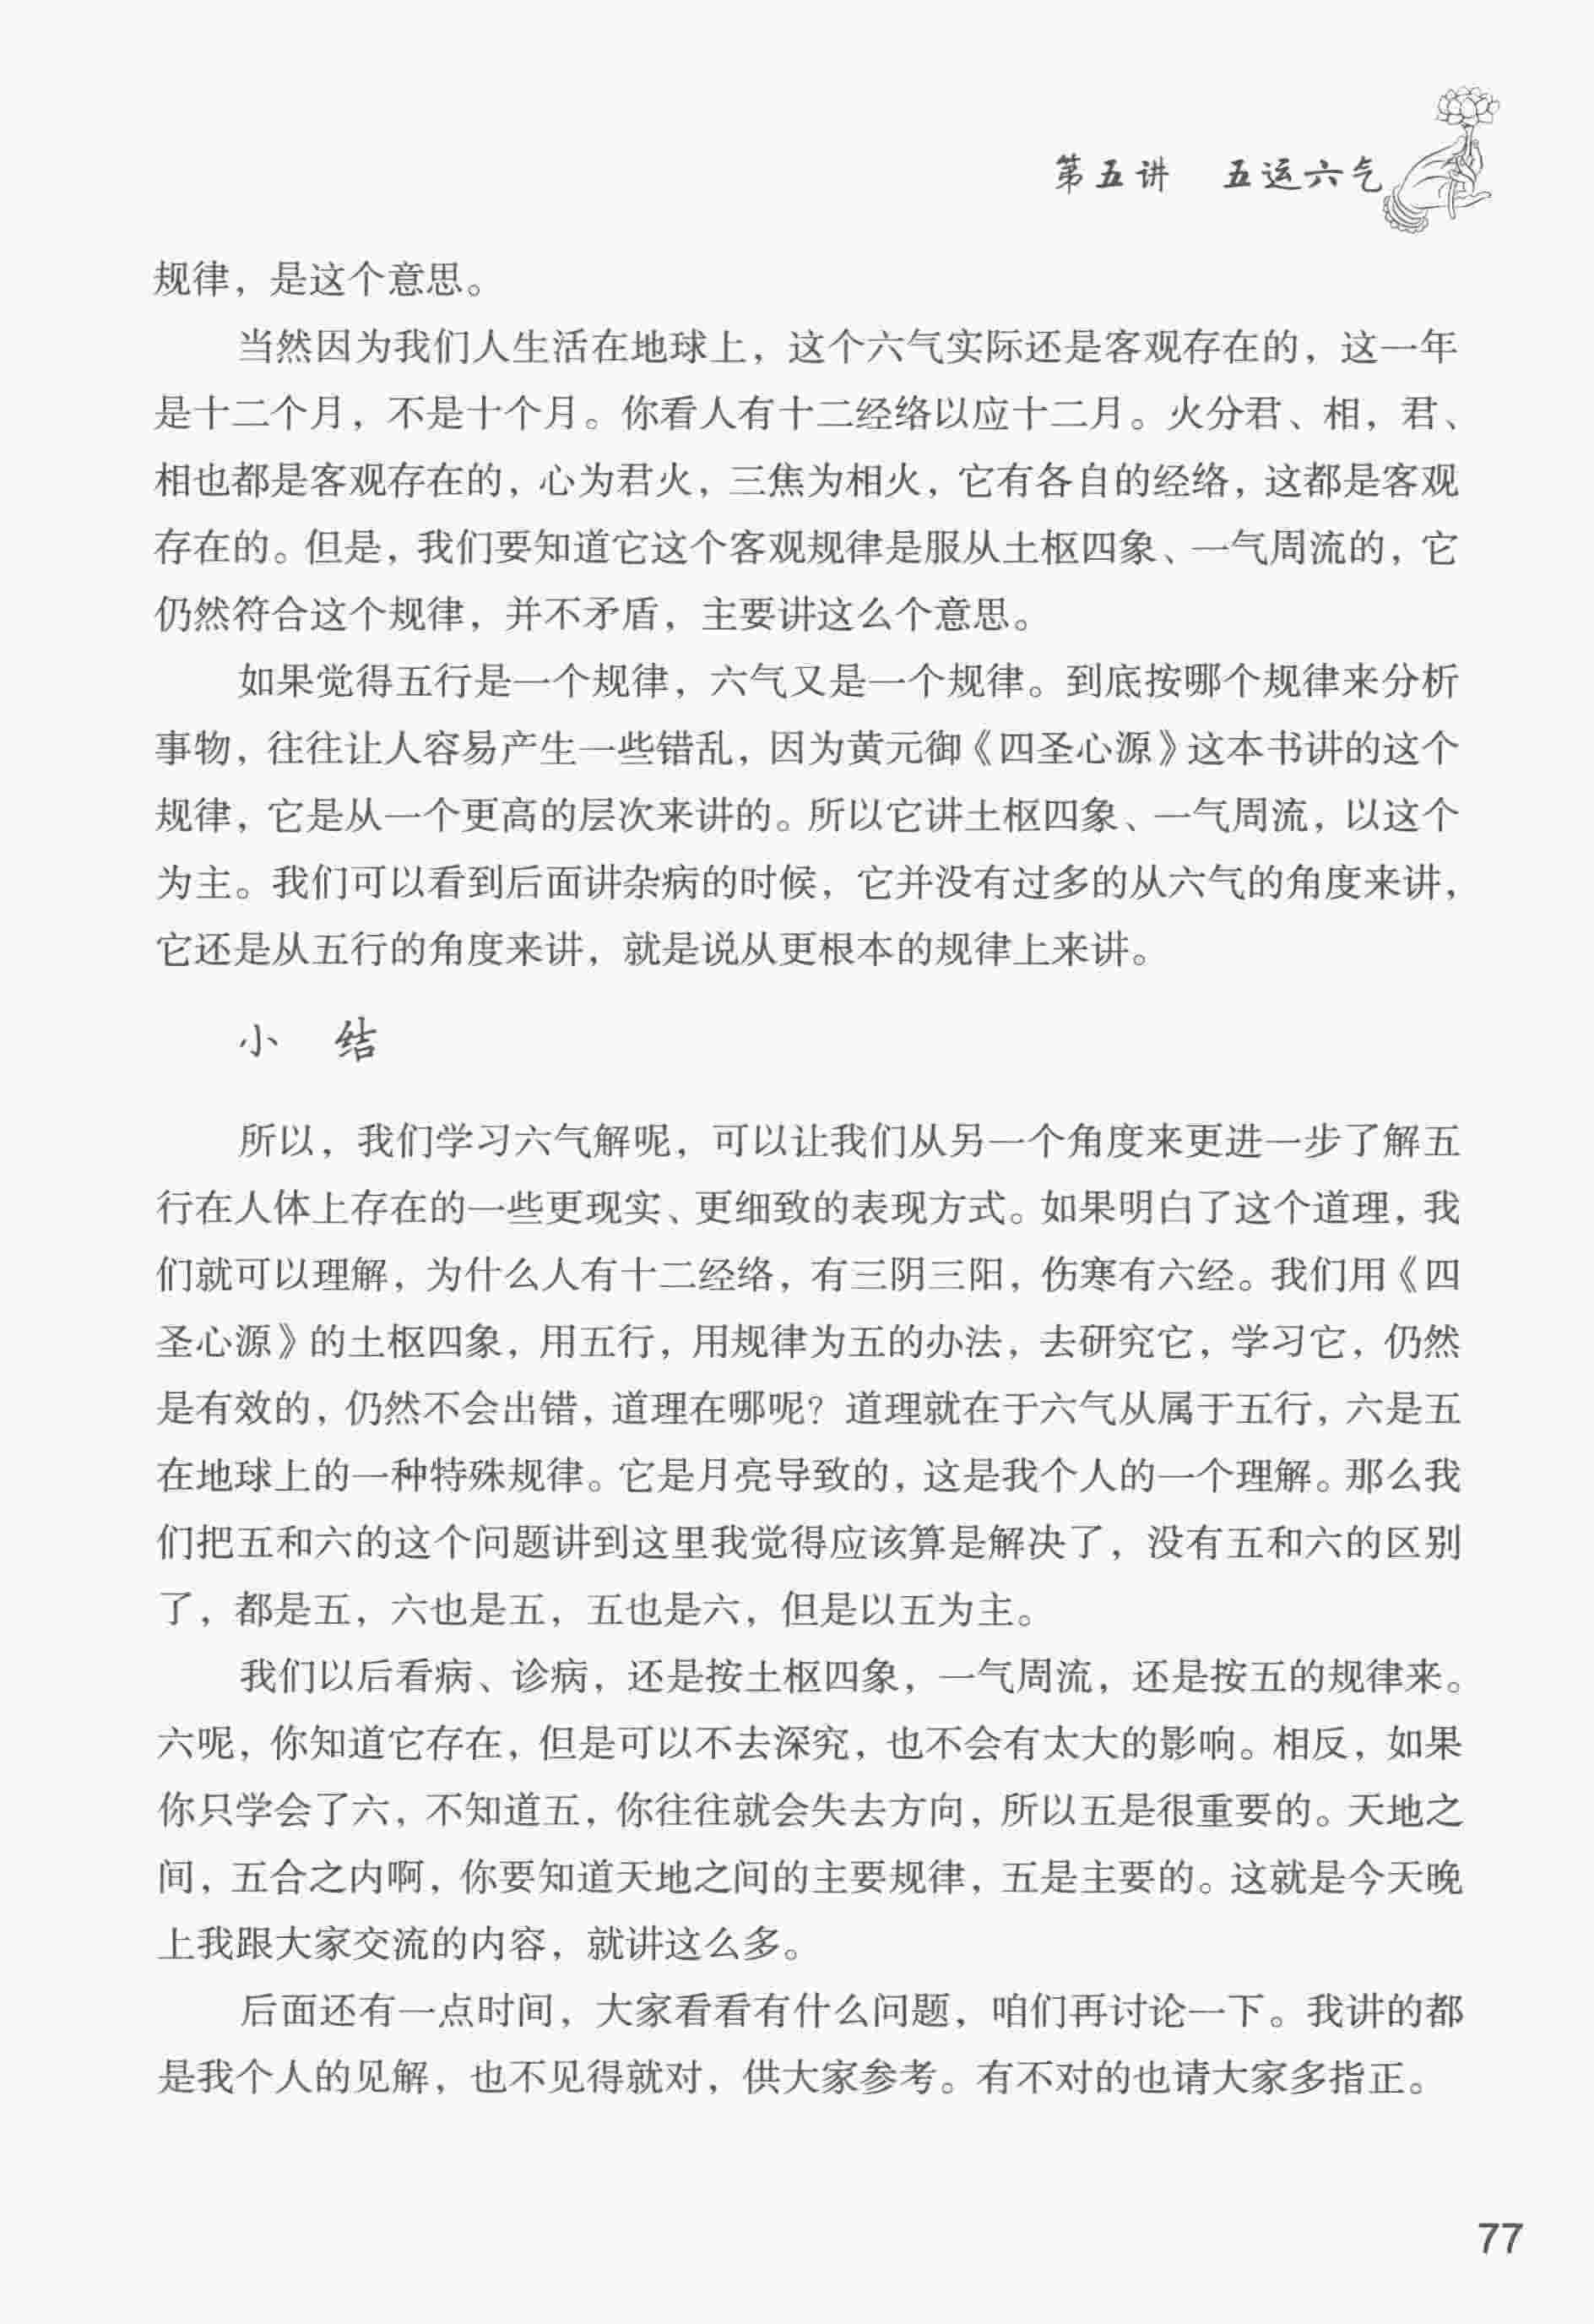 第五讲 五运六气
规律，是这个意思。
当然因为我们人生活在地球上，这个六气实际还是客观存在的，这一年
是十二个月，不是十个月。你看人有十二经络以应十二月。火分君、相，君、
相也都是客观存在的，心为君火，三焦为相火，它有各自的经络，这都是客观
存在的。但是，我们要知道它这个客观规律是服从土枢四象、一气周流的，它
仍然符合这个规律，并不矛盾，主要讲这么个意思。
如果觉得五行是一个规律，六气又是一个规律。到底按哪个规律来分析
事物，往往让人容易产生一些错乱，因为黄元御《四圣心源》这本书讲的这个
规律，它是从一个更高的层次来讲的。所以它讲土枢四象、一气周流，以这个
为主。我们可以看到后面讲杂病的时候，它并没有过多的从六气的角度来讲，
它还是从五行的角度来讲，就是说从更根本的规律上来讲。
小 结
所以，我们学习六气解呢，可以让我们从另一个角度来更进一步了解五
行在人体上存在的一些更现实、更细致的表现方式。如果明白了这个道理，我
们就可以理解，为什么人有十二经络，有三阴三阳，伤寒有六经。我们用《四
圣心源》的土枢四象，用五行，用规律为五的办法，去研究它，学习它，仍然
是有效的，仍然不会出错，道理在哪呢？道理就在于六气从属于五行，六是五
在地球上的一种特殊规律。它是月亮导致的，这是我个人的一个理解。那么我
们把五和六的这个问题讲到这里我觉得应该算是解决了，没有五和六的区别
了，都是五，六也是五，五也是六，但是以五为主。
我们以后看病、诊病，还是按土枢四象，一气周流，还是按五的规律来。
六呢，你知道它存在，但是可以不去深究，也不会有太大的影响。相反，如果
你只学会了六，不知道五，你往往就会失去方向，所以五是很重要的。天地之
间，五合之内啊，你要知道天地之间的主要规律，五是主要的。这就是今天晚
上我跟大家交流的内容，就讲这么多。
后面还有一点时间，大家看看有什么问题，咱们再讨论一下。我讲的都
是我个人的见解，也不见得就对，供大家参考。有不对的也请大家多指正。
77